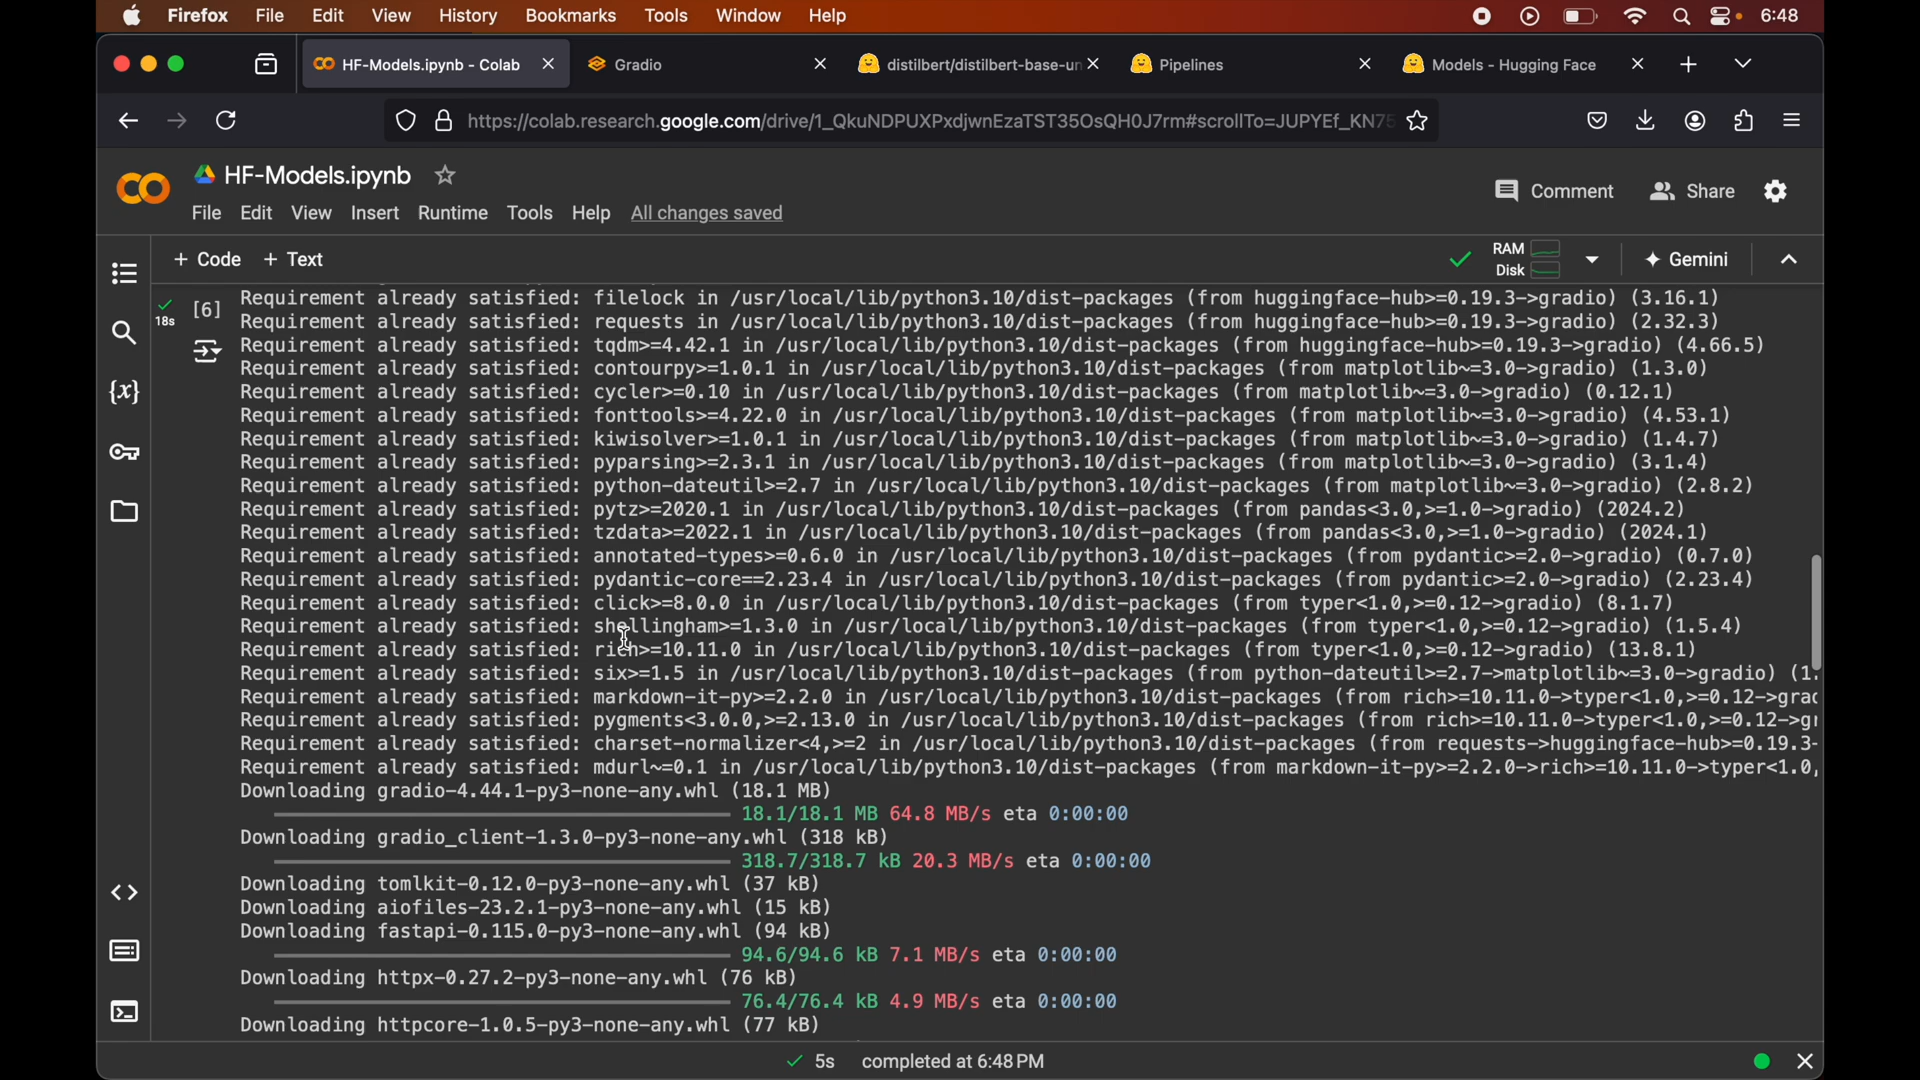 Firefox File Edit View History Bookmarks Tools Window Help 6:48
HF-Models.ipynb - Colab Gradio distilbert/distilbert-base-un Pipelines Models - Hugging Face
https://colab.research.google.com/drive/1_QkuNDPUXPxdjwnEzaTST35OsQH0J7rm#scrollTo=JUPYEf_KN75
HF-Models.ipynb
Comment Share
File Edit View Insert Runtime Tools Help All changes saved
+ Code + Text RAM Disk Gemini
[6] 18s
Requirement already satisfied: filelock in /usr/local/lib/python3.10/dist-packages (from huggingface-hub>=0.19.3->gradio) (3.16.1)
Requirement already satisfied: requests in /usr/local/lib/python3.10/dist-packages (from huggingface-hub>=0.19.3->gradio) (2.32.3)
Requirement already satisfied: tqdm>=4.42.1 in /usr/local/lib/python3.10/dist-packages (from huggingface-hub>=0.19.3->gradio) (4.66.5)
Requirement already satisfied: contourpy>=1.0.1 in /usr/local/lib/python3.10/dist-packages (from matplotlib~=3.0->gradio) (1.3.0)
Requirement already satisfied: cycler>=0.10 in /usr/local/lib/python3.10/dist-packages (from matplotlib~=3.0->gradio) (0.12.1)
Requirement already satisfied: fonttools>=4.22.0 in /usr/local/lib/python3.10/dist-packages (from matplotlib~=3.0->gradio) (4.53.1)
Requirement already satisfied: kiwisolver>=1.0.1 in /usr/local/lib/python3.10/dist-packages (from matplotlib~=3.0->gradio) (1.4.7)
Requirement already satisfied: pyparsing>=2.3.1 in /usr/local/lib/python3.10/dist-packages (from matplotlib~=3.0->gradio) (3.1.4)
Requirement already satisfied: python-dateutil>=2.7 in /usr/local/lib/python3.10/dist-packages (from matplotlib~=3.0->gradio) (2.8.2)
Requirement already satisfied: pytz>=2020.1 in /usr/local/lib/python3.10/dist-packages (from pandas<3.0,>=1.0->gradio) (2024.2)
Requirement already satisfied: tzdata>=2022.1 in /usr/local/lib/python3.10/dist-packages (from pandas<3.0,>=1.0->gradio) (2024.1)
Requirement already satisfied: annotated-types>=0.6.0 in /usr/local/lib/python3.10/dist-packages (from pydantic>=2.0->gradio) (0.7.0)
Requirement already satisfied: pydantic-core==2.23.4 in /usr/local/lib/python3.10/dist-packages (from pydantic>=2.0->gradio) (2.23.4)
Requirement already satisfied: click>=8.0.0 in /usr/local/lib/python3.10/dist-packages (from typer<1.0,>=0.12->gradio) (8.1.7)
Requirement already satisfied: shellingham>=1.3.0 in /usr/local/lib/python3.10/dist-packages (from typer<1.0,>=0.12->gradio) (1.5.4)
Requirement already satisfied: rich>=10.11.0 in /usr/local/lib/python3.10/dist-packages (from typer<1.0,>=0.12->gradio) (13.8.1)
Requirement already satisfied: six>=1.5 in /usr/local/lib/python3.10/dist-packages (from python-dateutil>=2.7->matplotlib~=3.0->gradio) (1.
Requirement already satisfied: markdown-it-py>=2.2.0 in /usr/local/lib/python3.10/dist-packages (from rich>=10.11.0->typer<1.0,>=0.12->grad
Requirement already satisfied: pygments<3.0.0,>=2.13.0 in /usr/local/lib/python3.10/dist-packages (from rich>=10.11.0->typer<1.0,>=0.12->gr
Requirement already satisfied: charset-normalizer<4,>=2 in /usr/local/lib/python3.10/dist-packages (from requests->huggingface-hub>=0.19.3-
Requirement already satisfied: mdurl~=0.1 in /usr/local/lib/python3.10/dist-packages (from markdown-it-py>=2.2.0->rich>=10.11.0->typer<1.0,
Downloading gradio-4.44.1-py3-none-any.whl (18.1 MB)
18.1/18.1 MB 64.8 MB/s eta 0:00:00
Downloading gradio_client-1.3.0-py3-none-any.whl (318 kB)
318.7/318.7 kB 20.3 MB/s eta 0:00:00
Downloading tomlkit-0.12.0-py3-none-any.whl (37 kB)
Downloading aiofiles-23.2.1-py3-none-any.whl (15 kB)
Downloading fastapi-0.115.0-py3-none-any.whl (94 kB)
94.6/94.6 kB 7.1 MB/s eta 0:00:00
Downloading httpx-0.27.2-py3-none-any.whl (76 kB)
76.4/76.4 kB 4.9 MB/s eta 0:00:00
Downloading httpcore-1.0.5-py3-none-any.whl (77 kB)
5s completed at 6:48 PM